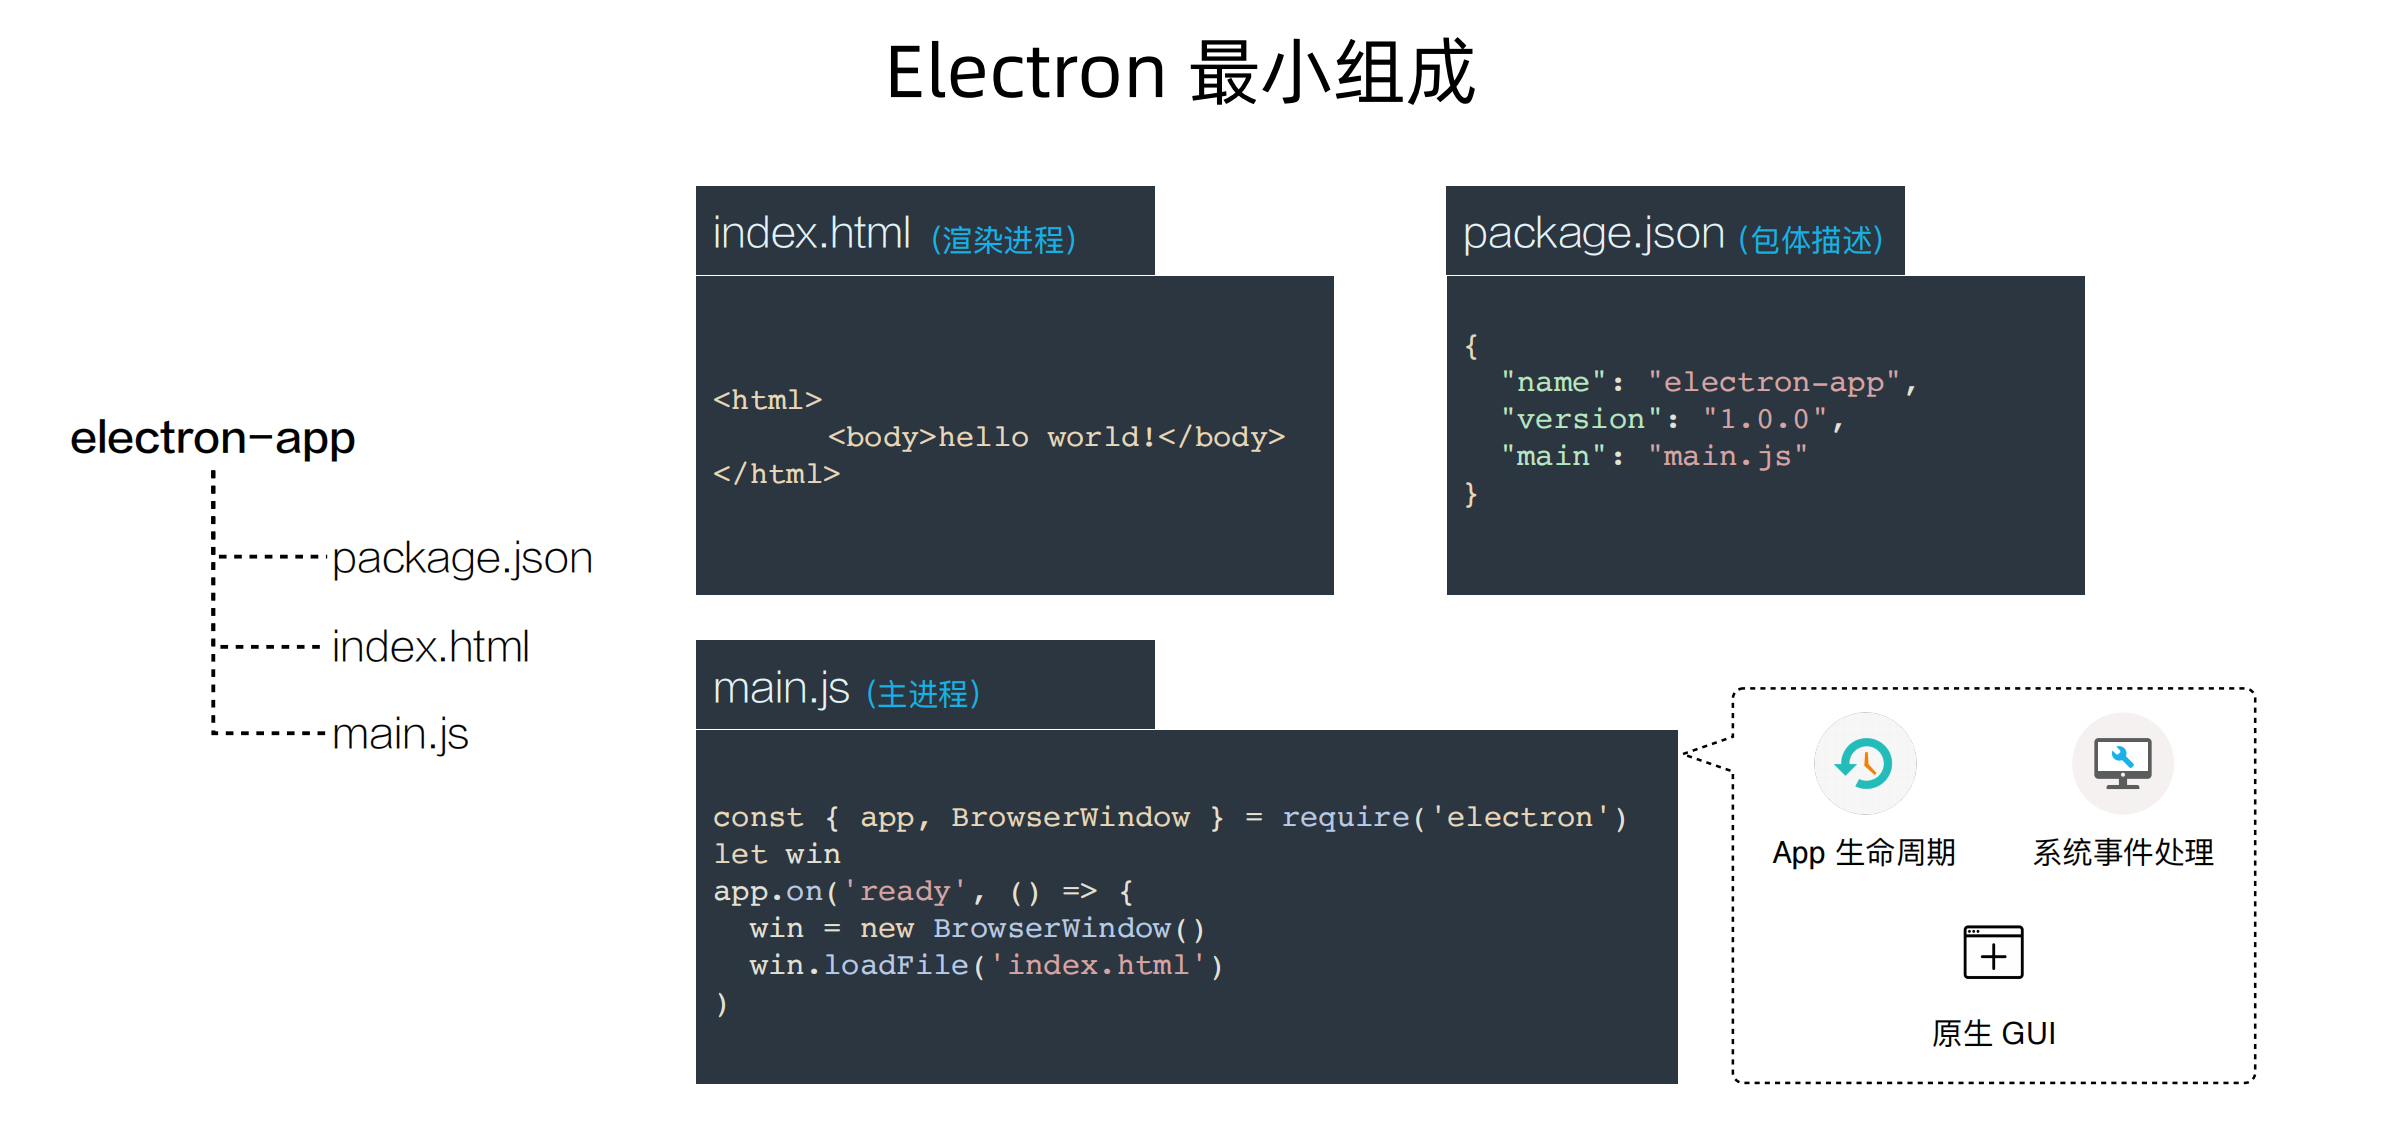 Electron 最小组成
electron-app
package.json
index.html
main.js
index.html (渲染进程)
<html>
<body>hello world!</body>
</html>
package.json (包体描述)
{
"name": "electron-app",
"version": "1.0.0",
"main": "main.js"
}
main.js (主进程)
const { app, BrowserWindow } = require('electron')
let win
app.on('ready', () => {
win = new BrowserWindow()
win.loadFile('index.html')
)
App 生命周期
系统事件处理
原生 GUI